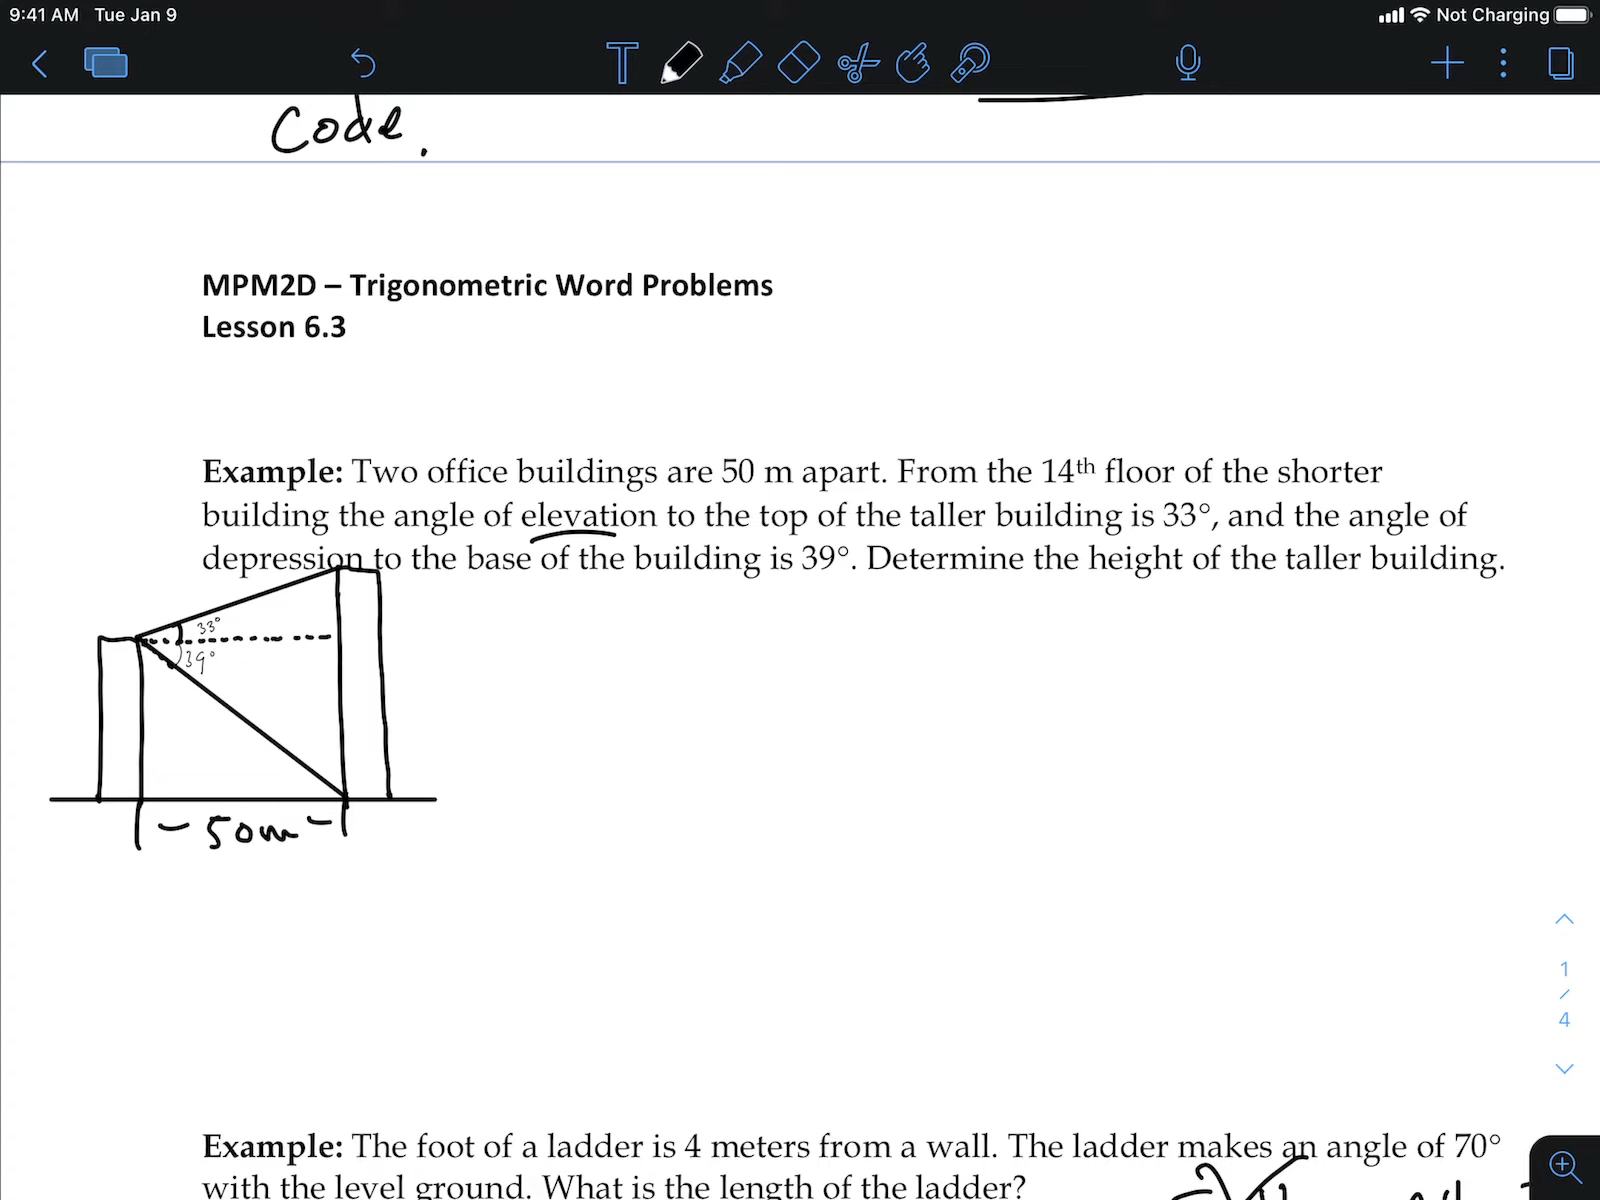 9:41 AM Tue Jan 9
Not Charging
T
Code.
MPM2D – Trigonometric Word Problems
Lesson 6.3
Example: Two office buildings are 50 m apart. From the 14th floor of the shorter
building the angle of elevation to the top of the taller building is 33°, and the angle of
depression to the base of the building is 39°. Determine the height of the taller building.
33°
39°
- 50m -
1
/
4
Example: The foot of a ladder is 4 meters from a wall. The ladder makes an angle of 70°
with the level ground. What is the length of the ladder?